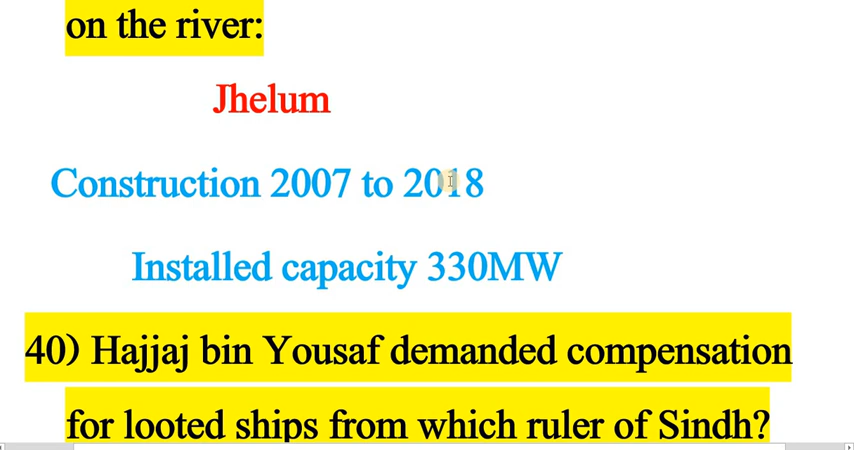 on the river:
Jhelum
Construction 2007 to 2018
Installed capacity 330MW
40) Hajjaj bin Yousaf demanded compensation
for looted ships from which ruler of Sindh?